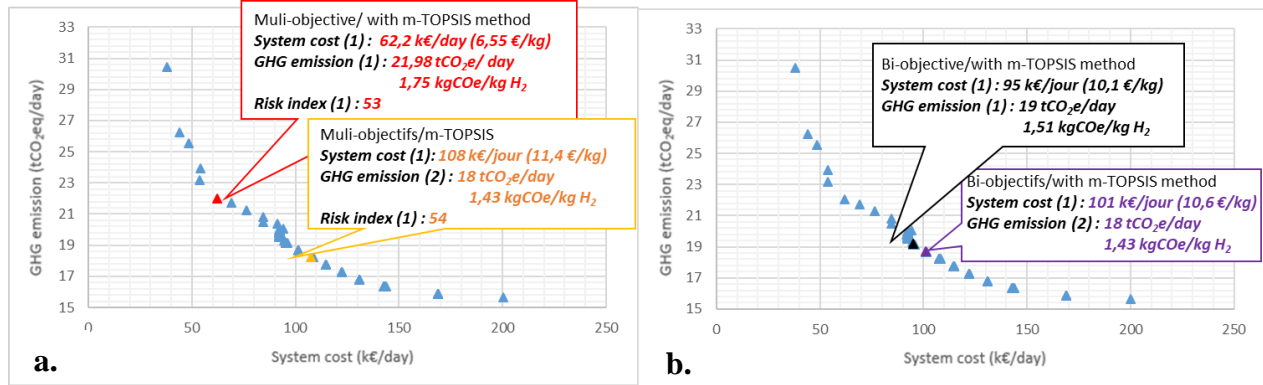 33
31
29
27
25
23
21
19
17
15
GHG emission (tCO2eq/day)
0
50
100
150
200
250
System cost (k€/day)
a.
Muli-objective/ with m-TOPSIS method
System cost (1) : 62,2 k€/day (6,55 €/kg)
GHG emission (1) : 21,98 tCO2e/ day
1,75 kgCOe/kg H2
Risk index (1) : 53
Muli-objectifs/m-TOPSIS
System cost (1): 108 k€/jour (11,4 €/kg)
GHG emission (2) : 18 tCO2e/day
1,43 kgCOe/kg H2
Risk index (1) : 54
33
31
29
27
25
23
21
19
17
15
GHG emission (tCO2eq/day)
0
50
100
150
200
250
System cost (k€/day)
b.
Bi-objective/with m-TOPSIS method
System cost (1) : 95 k€/jour (10,1 €/kg)
GHG emission (1) : 19 tCO2e/day
1,51 kgCOe/kg H2
Bi-objectifs/with m-TOPSIS method
System cost (1) : 101 k€/jour (10,6 €/kg)
GHG emission (2) : 18 tCO2e/day
1,43 kgCOe/kg H2